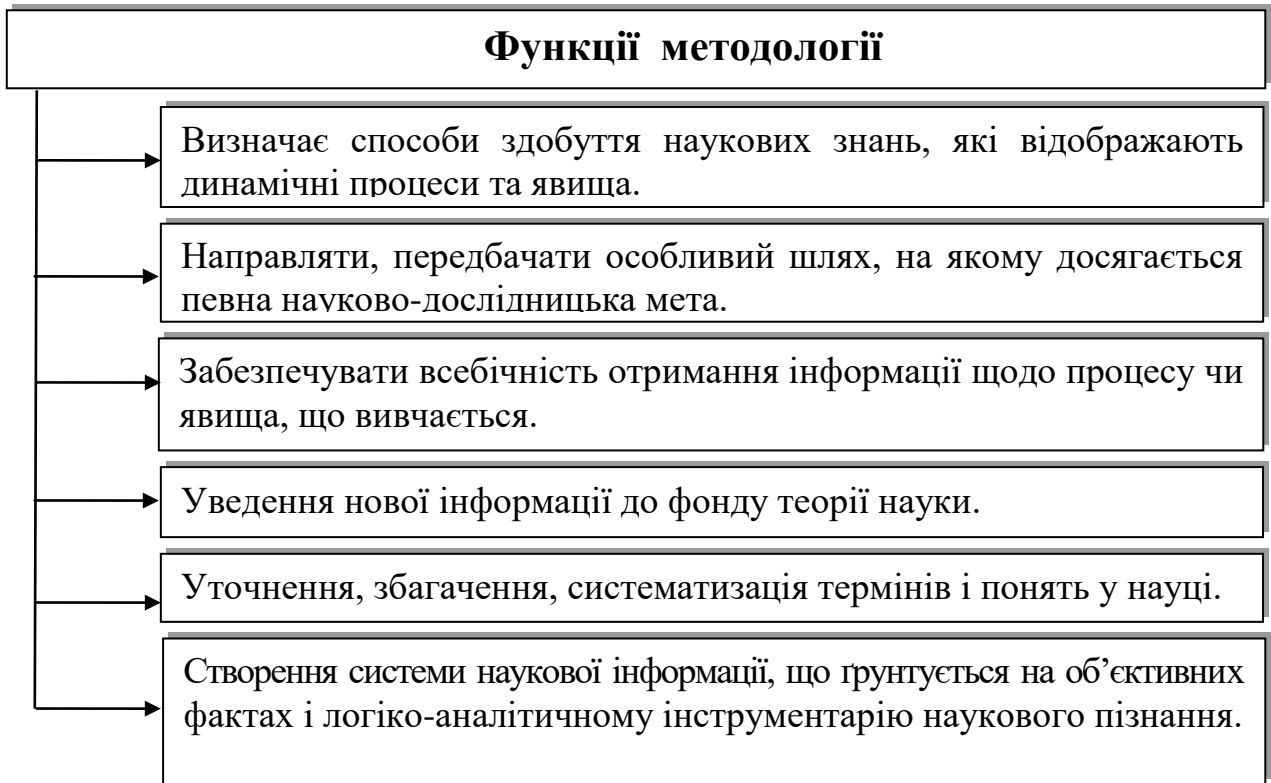 Функції методології
Визначає способи здобуття наукових знань, які відображають
динамічні процеси та явища.
Направляти, передбачати особливий шлях, на якому досягається
певна науково-дослідницька мета.
Забезпечувати всебічність отримання інформації щодо процесу чи
явища, що вивчається.
Уведення нової інформації до фонду теорії науки.
Уточнення, збагачення, систематизація термінів і понять у науці.
Створення системи наукової інформації, що ґрунтується на об’єктивних
фактах і логіко-аналітичному інструментарію наукового пізнання.